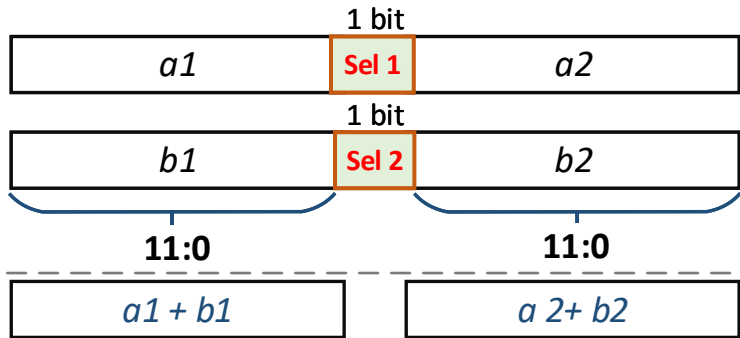 1 bit
a1 Sel 1 a2
1 bit
b1 Sel 2 b2
11:0 11:0
a1 + b1 a 2+ b2